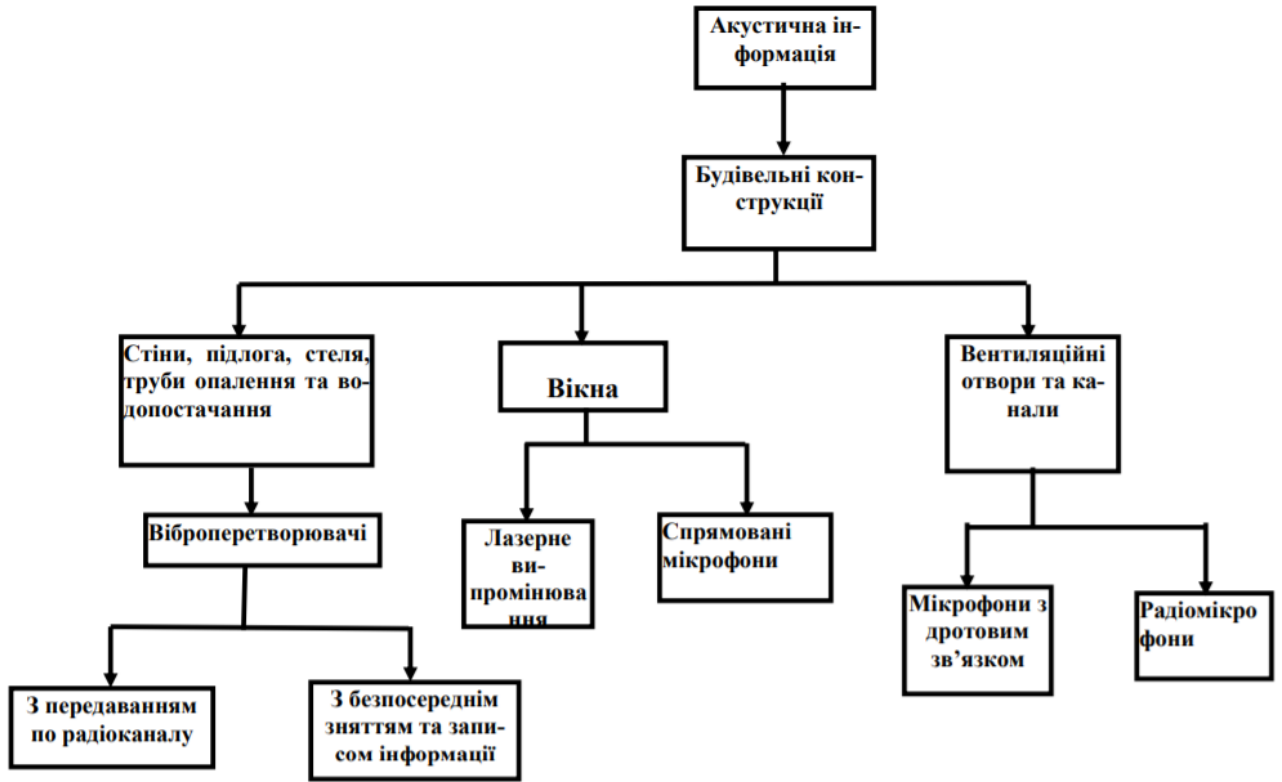 Акустична ін-
формація
Будівельні кон-
струкції
Стіни, підлога, стеля,
труби опалення та во-
допостачання
Вікна
Вентиляційні
отвори та ка-
нали
Віброперетворювачі
Лазерне
ви-
промінюва
ння
Спрямовані
мікрофони
Мікрофони з
дротовим
зв’язком
Радіомікро
фони
З передаванням
по радіоканалу
З безпосереднім
зняттям та запи-
сом інформації